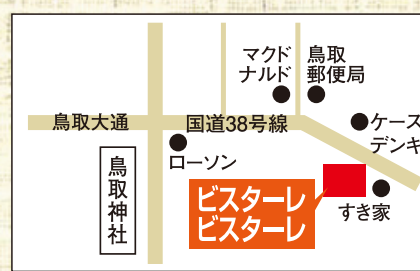 マクド
ナルド
鳥取
郵便局
鳥取大通
国道38号線
ケーズ
デンキ
ローソン
鳥取神社
ビスターレ
ビスターレ
すき家